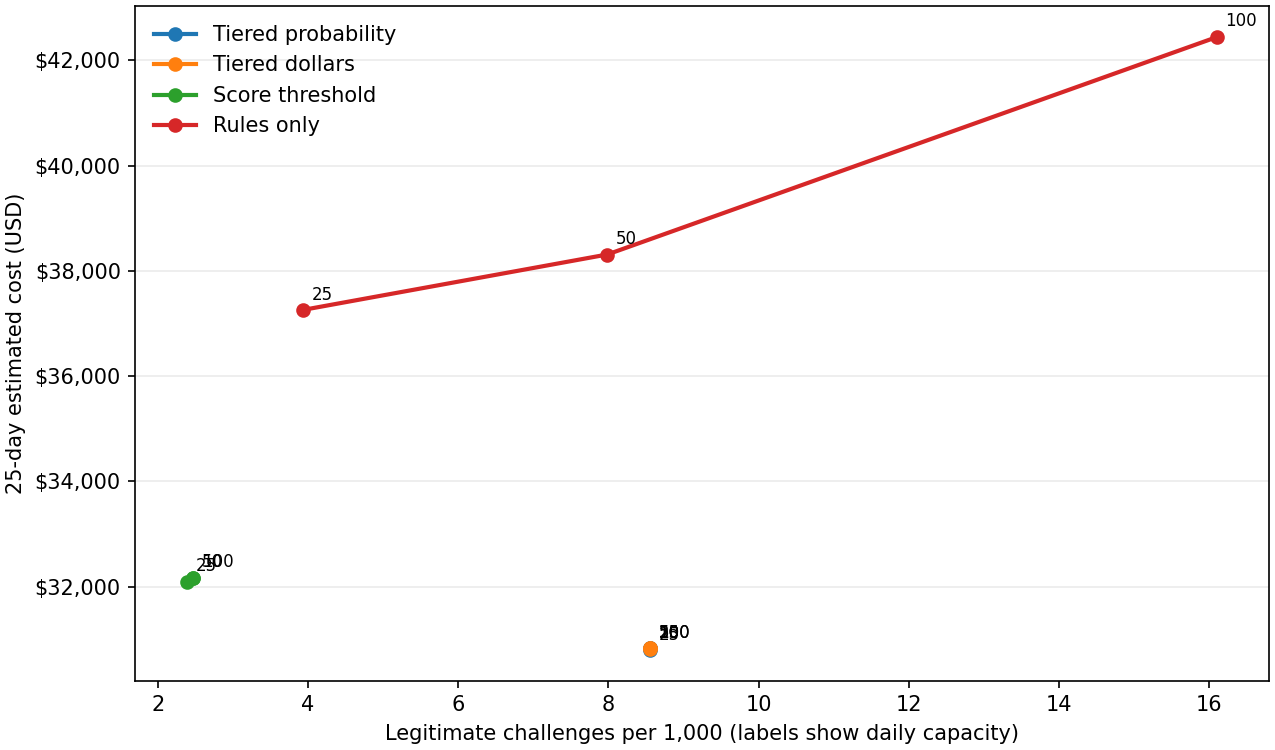 Tiered probability
Tiered dollars
Score threshold
Rules only
100
50
25
$42,000
$40,000
$38,000
$36,000
$34,000
$32,000
25-day estimated cost (USD)
2
4
6
8
10
12
14
16
Legitimate challenges per 1,000 (labels show daily capacity)